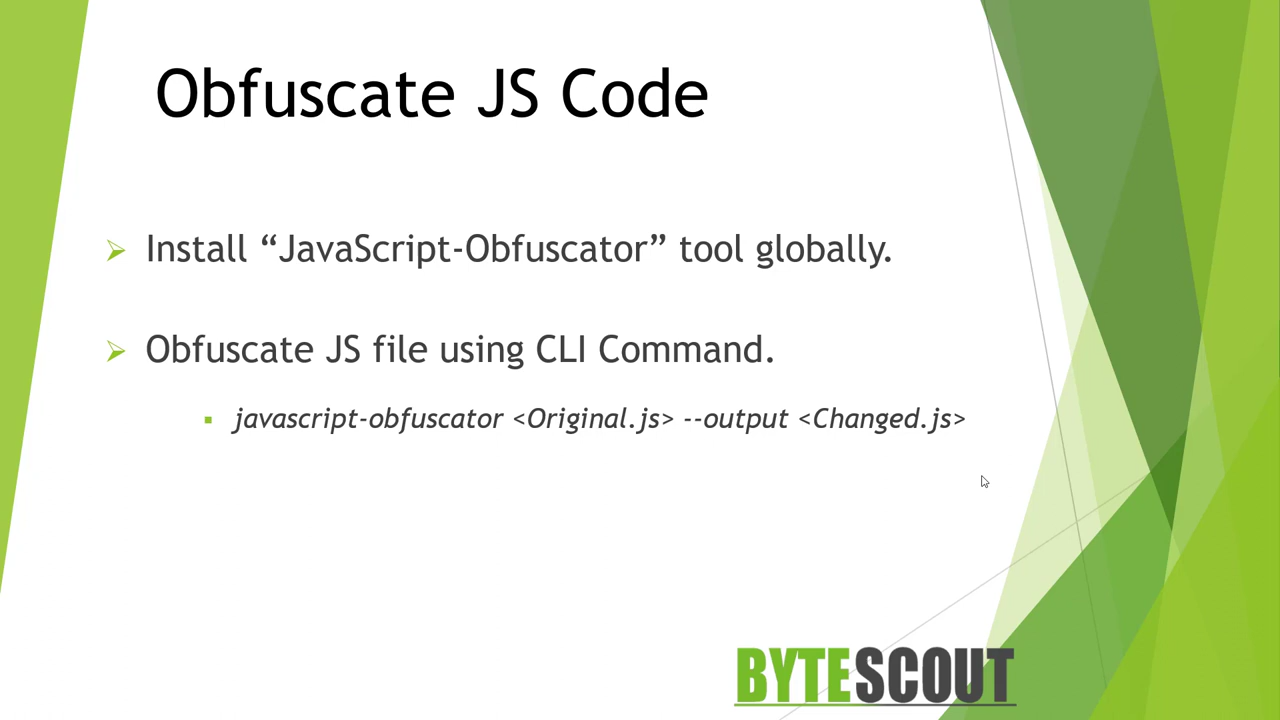 Obfuscate JS Code
Install “JavaScript-Obfuscator” tool globally.
Obfuscate JS file using CLI Command.
javascript-obfuscator <Original.js> --output <Changed.js>
BYTESCOUT